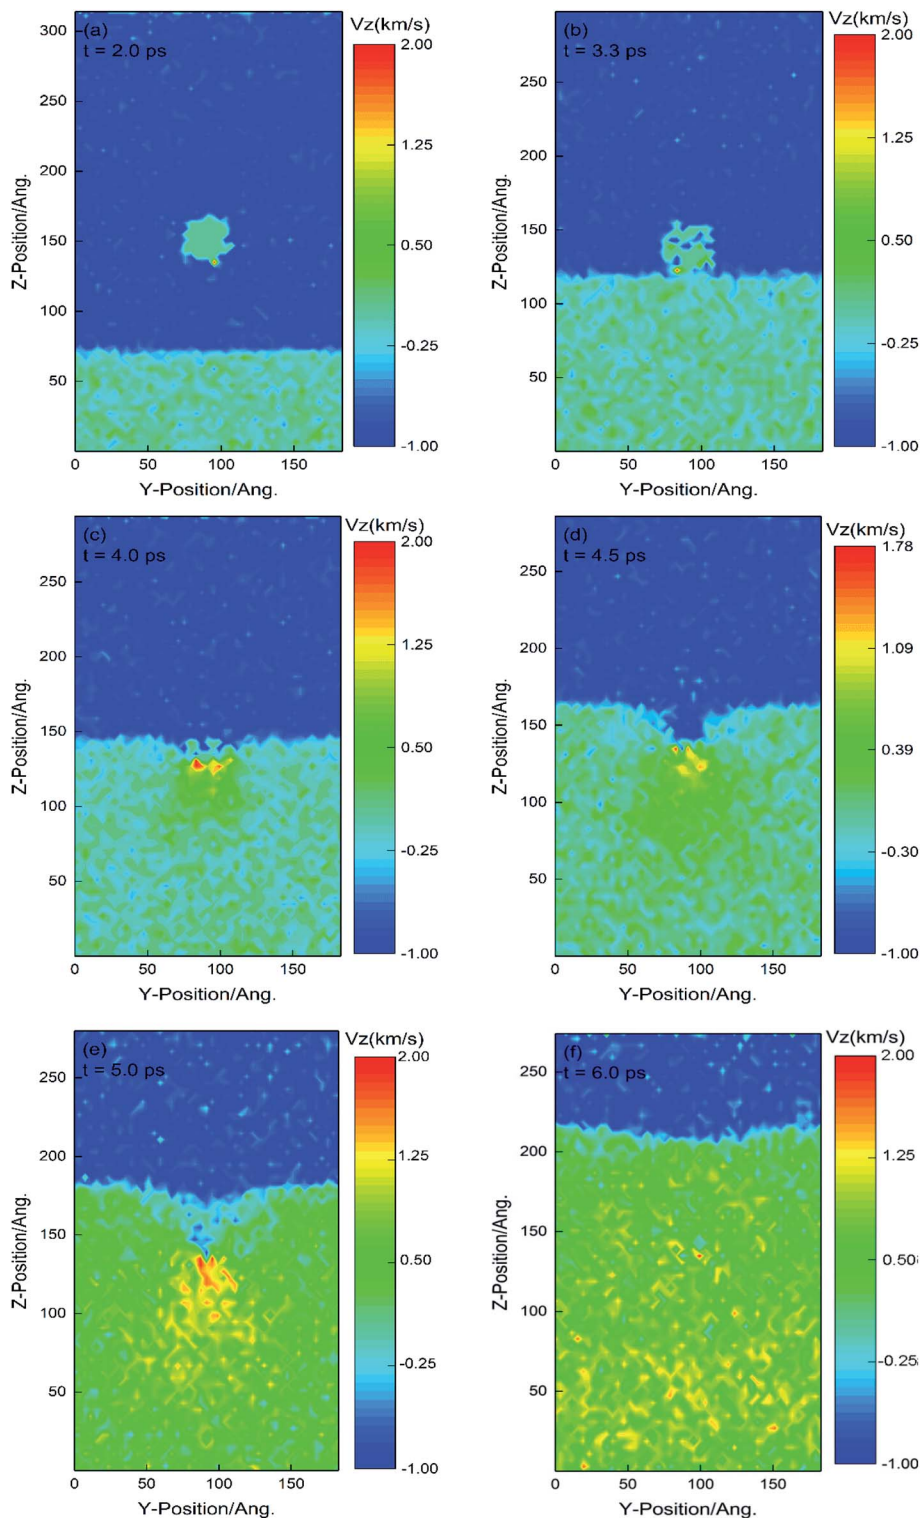 Vz(km/s)
(a)
t = 2.0 ps
300
250
200
150
100
50
0
50
100
150
Z-Position/Ang.
Y-Position/Ang.
2.00
1.25
0.50
-0.25
-1.00
Vz(km/s)
(b)
t = 3.3 ps
250
200
150
100
50
0
50
100
150
Z-Position/Ang.
Y-Position/Ang.
2.00
1.25
0.50
-0.25
-1.00
Vz(km/s)
(c)
t = 4.0 ps
250
200
150
100
50
0
50
100
150
Z-Position/Ang.
Y-Position/Ang.
2.00
1.25
0.50
-0.25
-1.00
Vz(km/s)
(d)
t = 4.5 ps
250
200
150
100
50
0
50
100
150
Z-Position/Ang.
Y-Position/Ang.
1.78
1.09
0.39
-0.30
-1.00
Vz(km/s)
(e)
t = 5.0 ps
250
200
150
100
50
0
50
100
150
Z-Position/Ang.
Y-Position/Ang.
2.00
1.25
0.50
-0.25
-1.00
Vz(km/s)
(f)
t = 6.0 ps
250
200
150
100
50
0
50
100
150
Z-Position/Ang.
Y-Position/Ang.
2.00
1.25
0.50
-0.25
-1.00